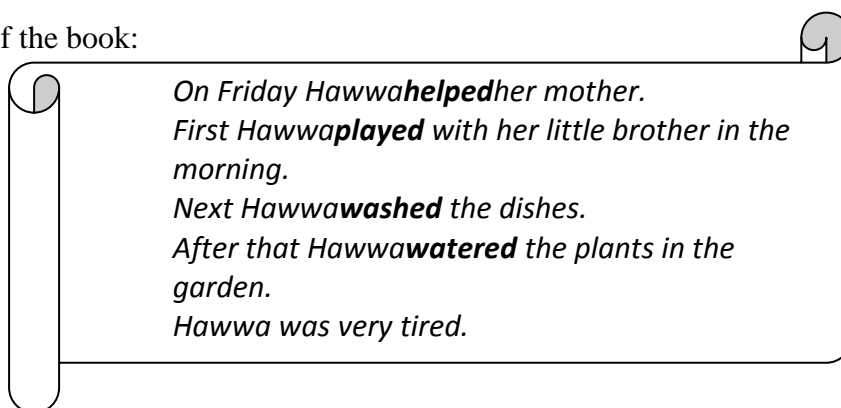 f the book:
On Friday Hawwahelpedher mother.
First Hawwaplayed with her little brother in the
morning.
Next Hawwawashed the dishes.
After that Hawwawatered the plants in the
garden.
Hawwa was very tired.